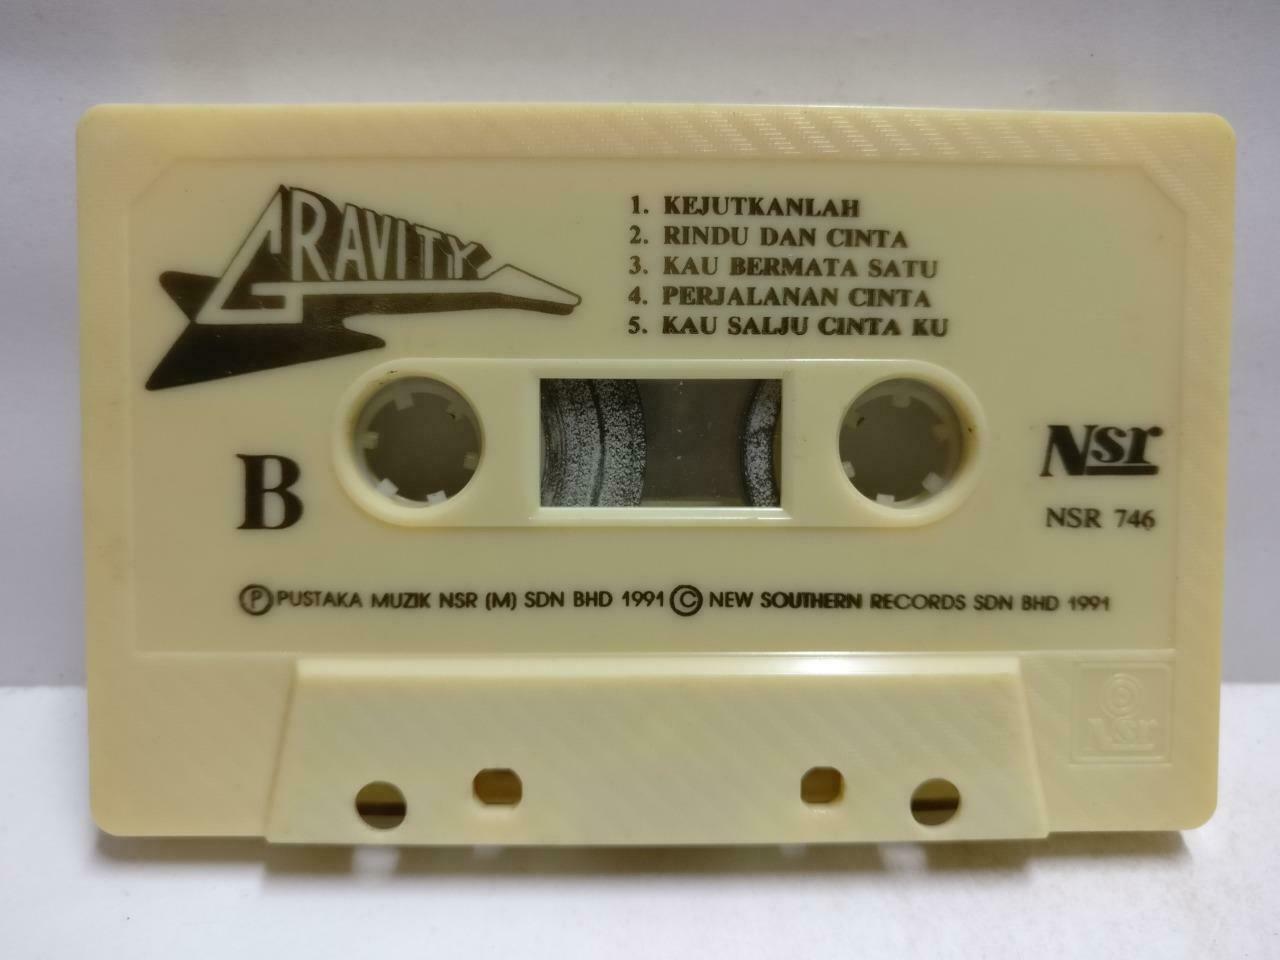 GRAVITY
1. KEJUTKANLAH
2. RINDU DAN CINTA
3. KAU BERMATA SATU
4. PERJALANAN CINTA
5. KAU SALJU CINTA KU
B
Nsr
NSR 746
Ⓟ PUSTAKA MUZIK NSR (M) SDN BHD 1991 © NEW SOUTHERN RECORDS SDN BHD 1991
Nsr